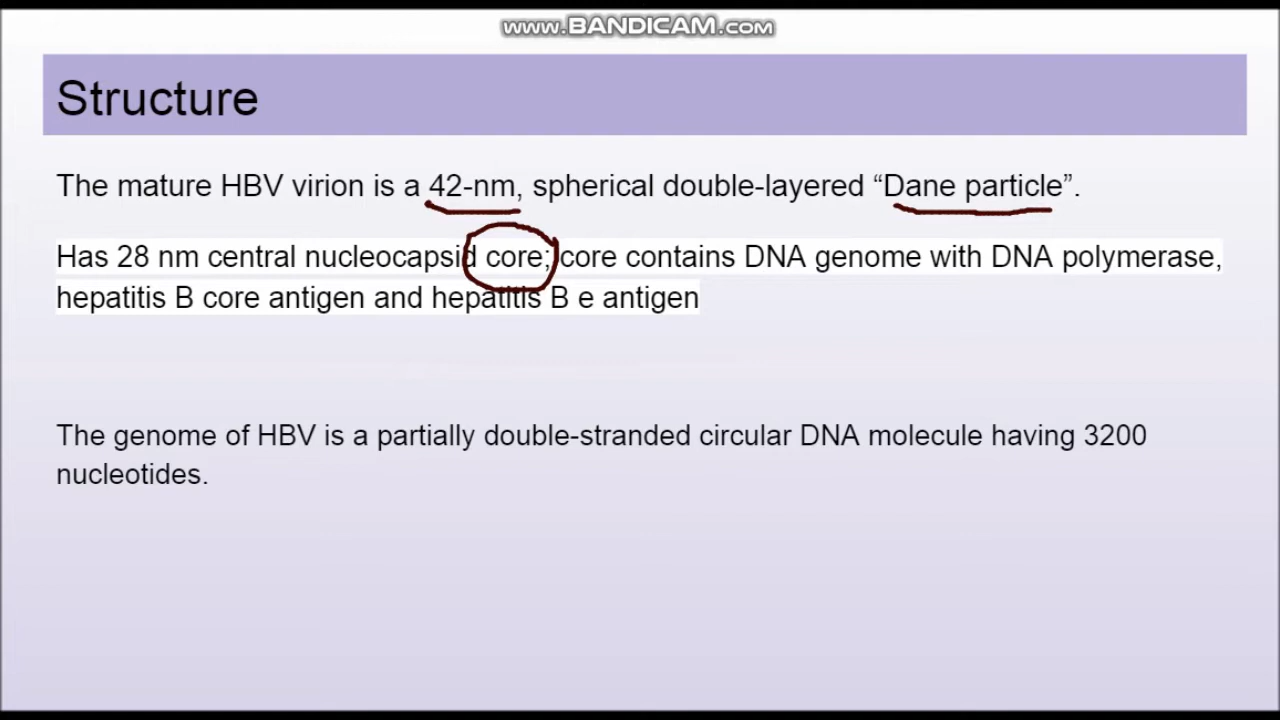 www.BANDICAM.com
Structure
The mature HBV virion is a 42-nm, spherical double-layered “Dane particle”.
Has 28 nm central nucleocapsid core; core contains DNA genome with DNA polymerase,
hepatitis B core antigen and hepatitis B e antigen
The genome of HBV is a partially double-stranded circular DNA molecule having 3200
nucleotides.